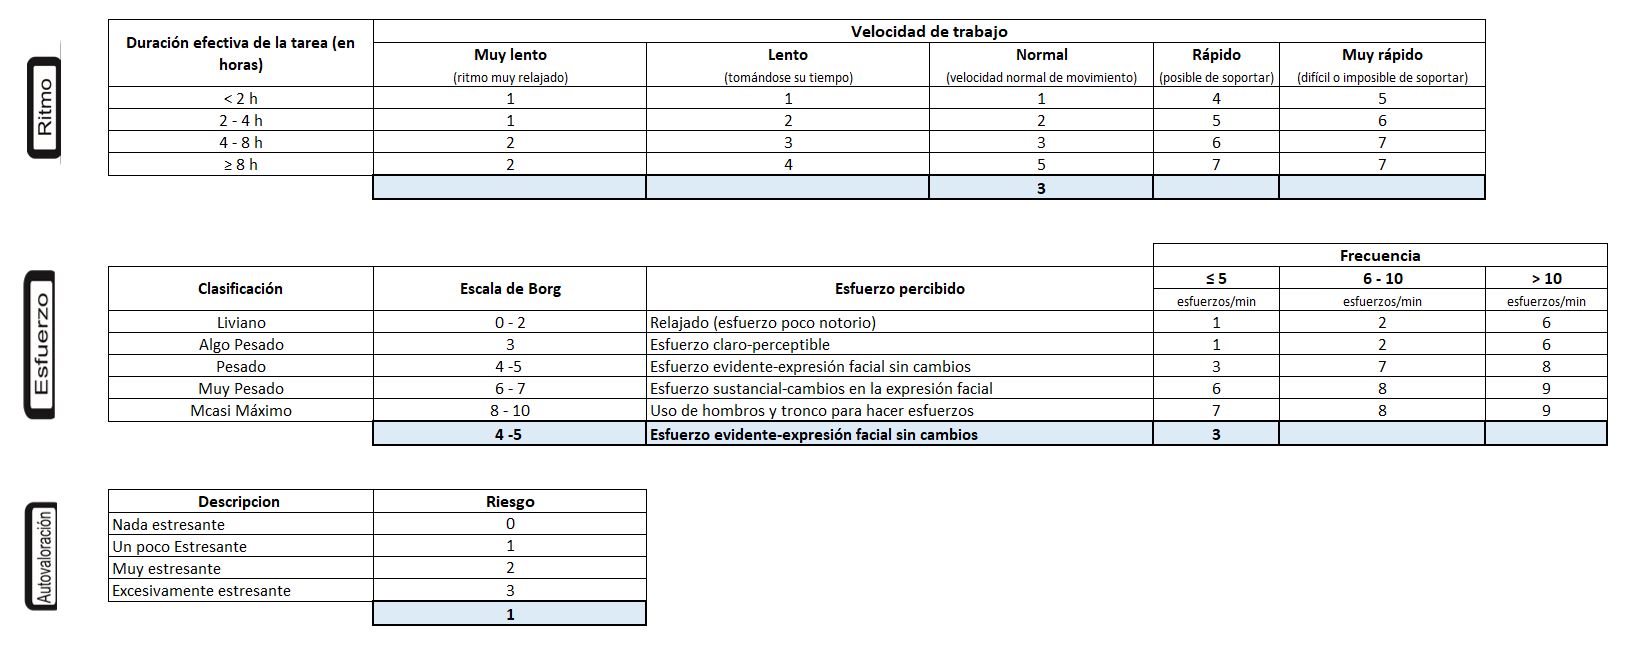 Ritmo
Duración efectiva de la tarea (en horas) Velocidad de trabajo
Muy lento Lento Normal Rápido Muy rápido
(ritmo muy relajado) (tomándose su tiempo) (velocidad normal de movimiento) (posible de soportar) (difícil o imposible de soportar)
< 2 h 1 1 1 4 5
2 - 4 h 1 2 2 5 6
4 - 8 h 2 3 3 6 7
≥ 8 h 2 4 5 7 7
3
Esfuerzo
Frecuencia
Clasificación Escala de Borg Esfuerzo percibido ≤ 5 6 - 10 > 10
esfuerzos/min esfuerzos/min esfuerzos/min
Liviano 0 - 2 Relajado (esfuerzo poco notorio) 1 2 6
Algo Pesado 3 Esfuerzo claro-perceptible 1 2 6
Pesado 4 -5 Esfuerzo evidente-expresión facial sin cambios 3 7 8
Muy Pesado 6 - 7 Esfuerzo sustancial-cambios en la expresión facial 6 8 9
Mcasi Máximo 8 - 10 Uso de hombros y tronco para hacer esfuerzos 7 8 9
4 -5 Esfuerzo evidente-expresión facial sin cambios 3
Autovaloración
Descripcion Riesgo
Nada estresante 0
Un poco Estresante 1
Muy estresante 2
Excesivamente estresante 3
1